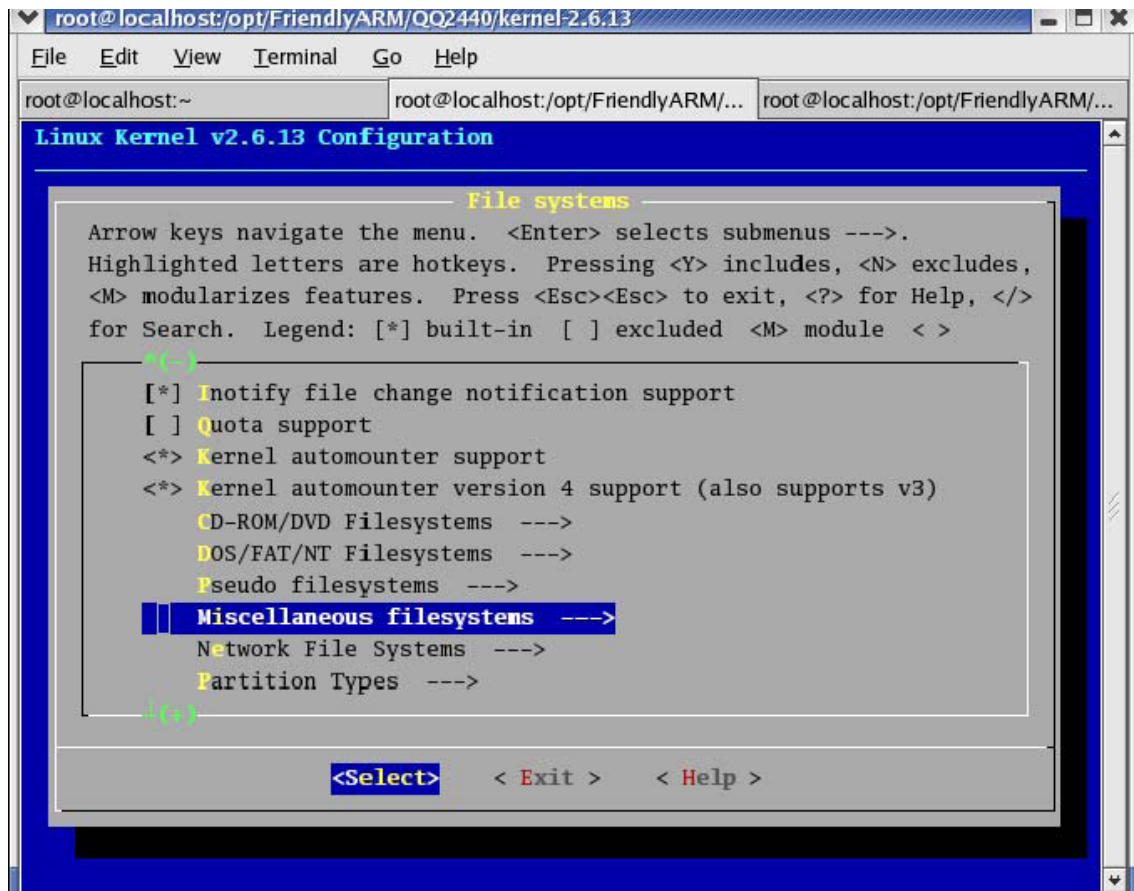 root@localhost:/opt/FriendlyARM/QQ2440/kernel-2.6.13
File Edit View Terminal Go Help
root@localhost:~ root@localhost:/opt/FriendlyARM/... root@localhost:/opt/FriendlyARM/...
Linux Kernel v2.6.13 Configuration
File systems
Arrow keys navigate the menu. <Enter> selects submenus --->.
Highlighted letters are hotkeys. Pressing <Y> includes, <N> excludes,
<M> modularizes features. Press <Esc><Esc> to exit, <?> for Help, </>
for Search. Legend: [*] built-in [ ] excluded <M> module < >
^(-)
[*] Inotify file change notification support
[ ] Quota support
<*> Kernel automounter support
<*> Kernel automounter version 4 support (also supports v3)
CD-ROM/DVD Filesystems --->
DOS/FAT/NT Filesystems --->
Pseudo filesystems --->
Miscellaneous filesystems --->
Network File Systems --->
Partition Types --->
(+)
<Select> < Exit > < Help >